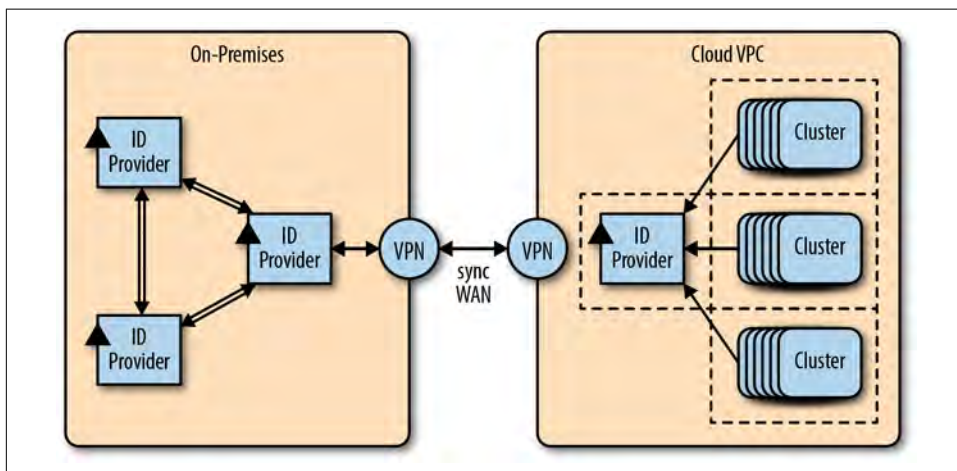 On-Premises
ID
Provider
ID
Provider
ID
Provider
VPN
sync
WAN
VPN
Cloud VPC
ID
Provider
Cluster
Cluster
Cluster